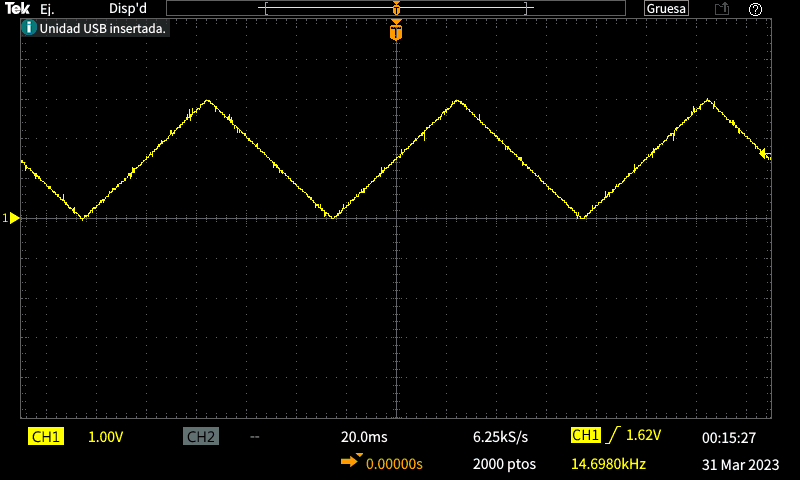 Tek Ej. Disp'd T Gruesa ?
i Unidad USB insertada. T
1
CH1 1.00V CH2 -- 20.0ms 6.25kS/s CH1 1.62V 00:15:27
0.00000s 2000 ptos 14.6980kHz 31 Mar 2023